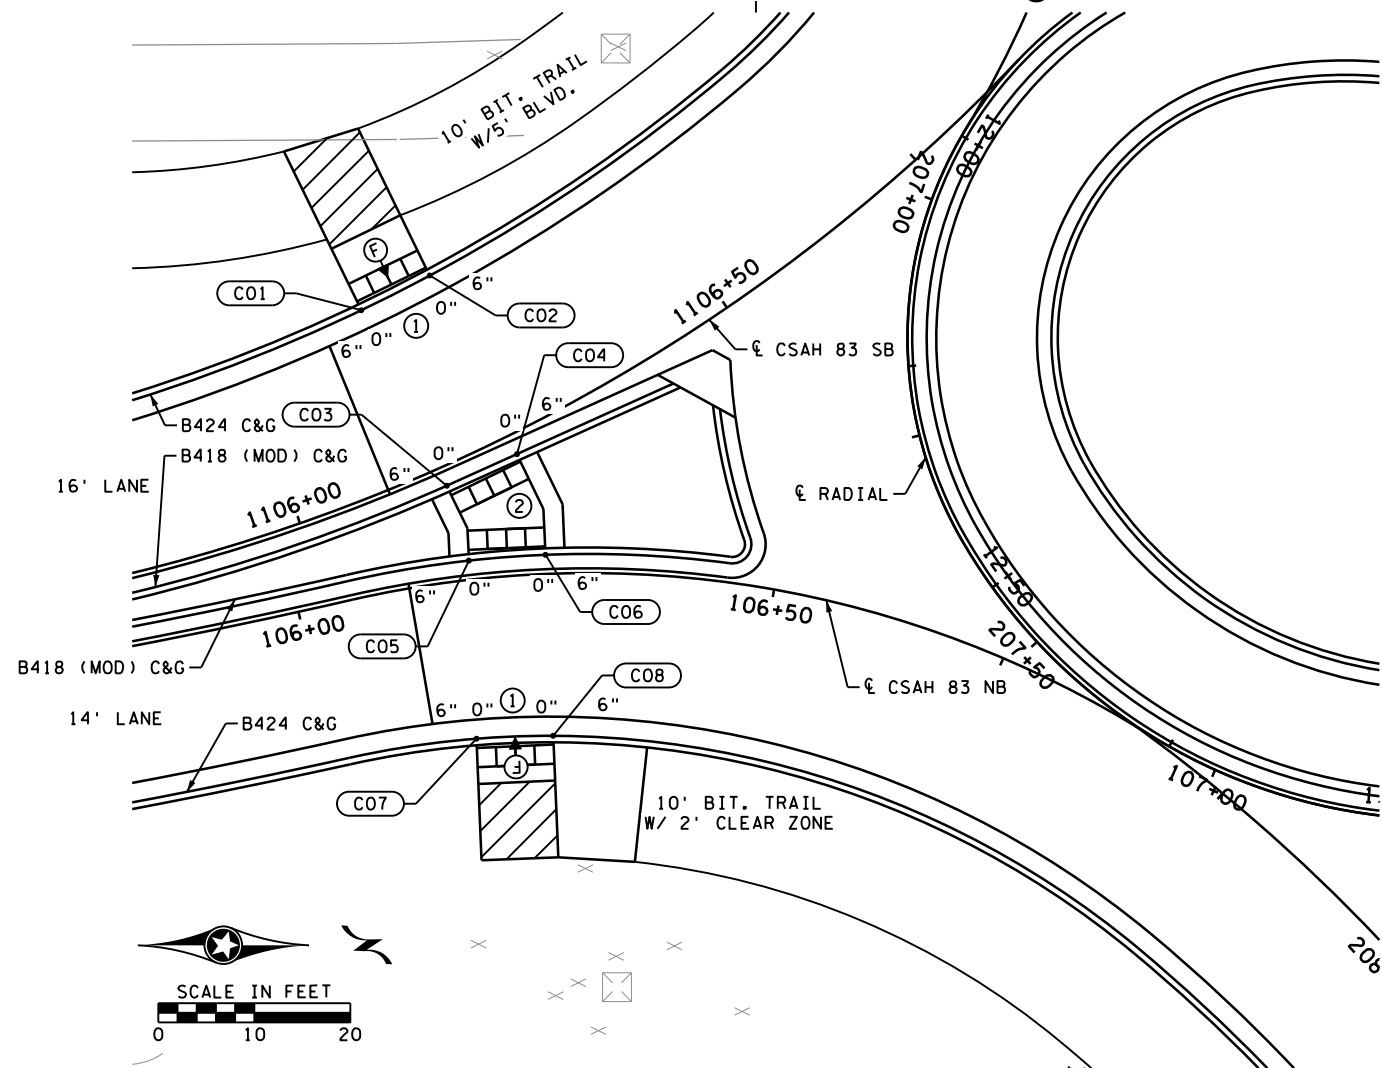 10' BIT. TRAIL
W/5' BLVD.
12+00
207+00
F
C01
6"
0"
C02
1
0"
6"
1106+50
℄ CSAH 83 SB
C04
6"
0"
C03
B424 C&G
B418 (MOD) C&G
0"
6"
16' LANE
1106+00
2
℄ RADIAL
12+50
6"
0"
0"
6"
106+50
C06
106+00
C05
207+50
B418 (MOD) C&G
C08
℄ CSAH 83 NB
14' LANE
B424 C&G
6"
0"
1
0"
6"
F
107+00
C07
10' BIT. TRAIL
W/ 2' CLEAR ZONE
208
SCALE IN FEET
0
10
20